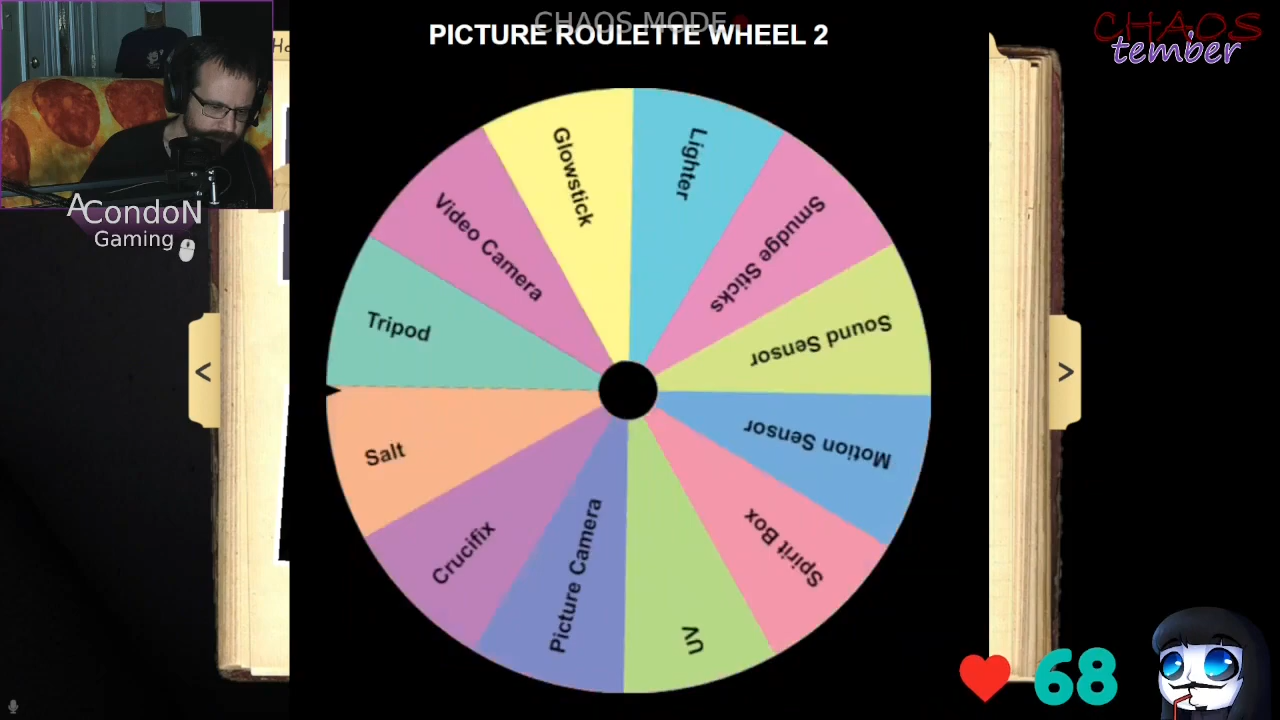 CHAOS MODE
PICTURE ROULETTE WHEEL 2
CHAOS
tember
Ho
ACondoN
Gaming
Glowstick
Lighter
Video Camera
Smudge Sticks
Tripod
Sound Sensor
<
>
Salt
Motion Sensor
Crucifix
Picture Camera
UV
Spirit Box
68